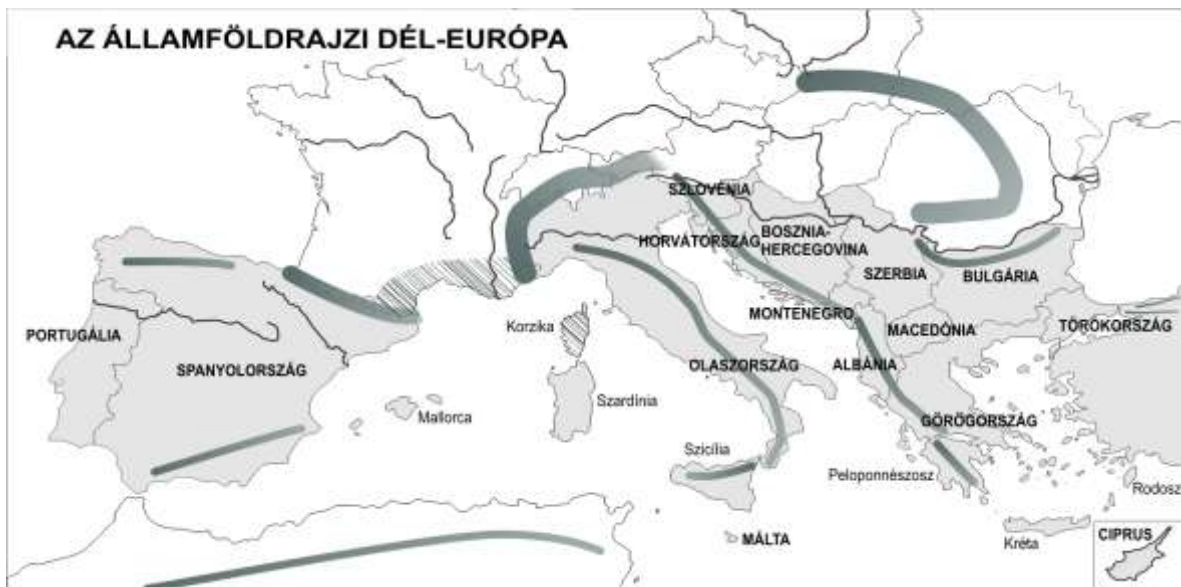 AZ ÁLLAMFÖLDRAJZI DÉL-EURÓPA
SZLOVÉNIA
HORVÁTORSZÁG
BOSZNIA-
HERCEGOVINA
SZERBIA
BULGÁRIA
PORTUGÁLIA
SPANYOLORSZÁG
Korzika
MONTENEGRO
MACEDÓNIA
TÖRÖKORSZÁG
OLASZORSZÁG
ALBÁNIA
Mallorca
Szardínia
GÖRÖGORSZÁG
Szicília
Peloponnészosz
Rodosz
MÁLTA
Kréta
CIPRUS